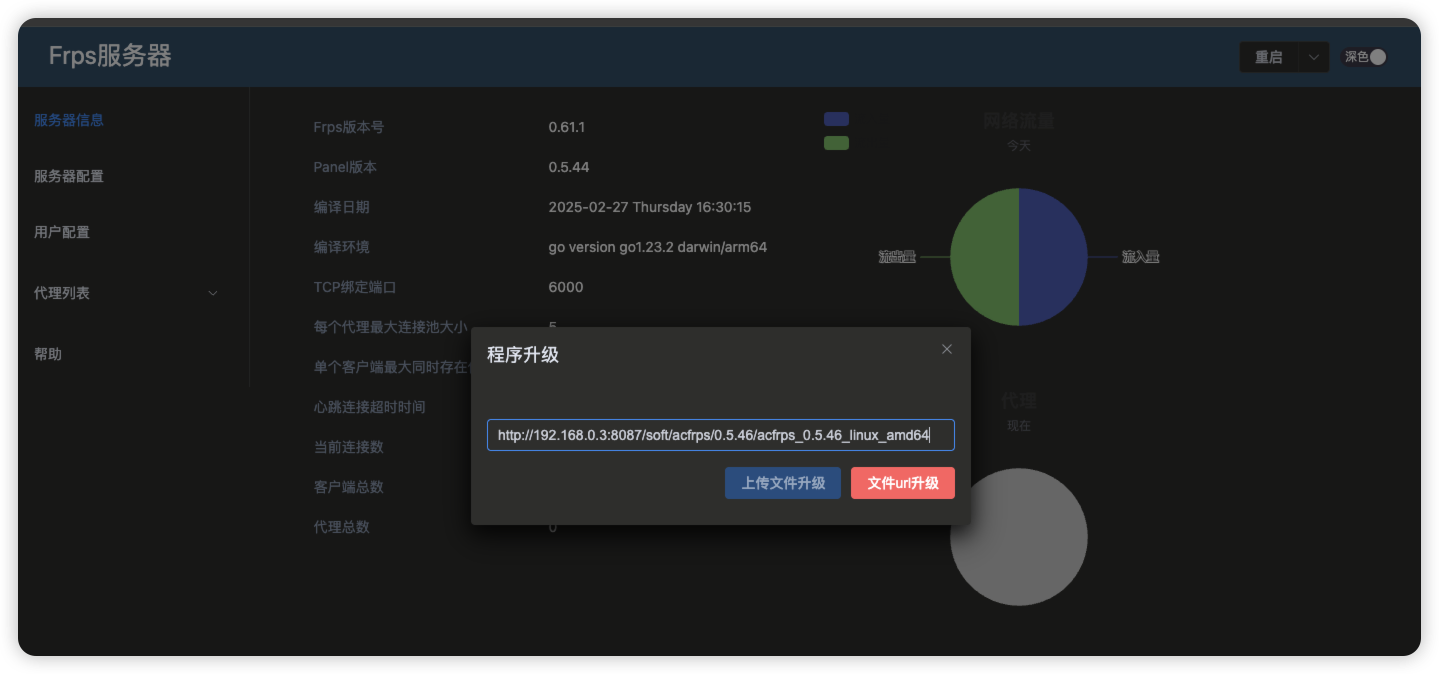 Frps服务器
重启
深色
服务器信息
服务器配置
用户配置
代理列表
帮助
Frps版本号 0.61.1
Panel版本 0.5.44
编译日期 2025-02-27 Thursday 16:30:15
编译环境 go version go1.23.2 darwin/arm64
TCP绑定端口 6000
每个代理最大连接池大小 5
单个客户端最大同时存在
心跳连接超时时间
当前连接数
客户端总数
代理总数 0
网络流量
今天
流出量
流入量
代理
现在
程序升级
http://192.168.0.3:8087/soft/acfrps/0.5.46/acfrps_0.5.46_linux_amd64
上传文件升级
文件url升级